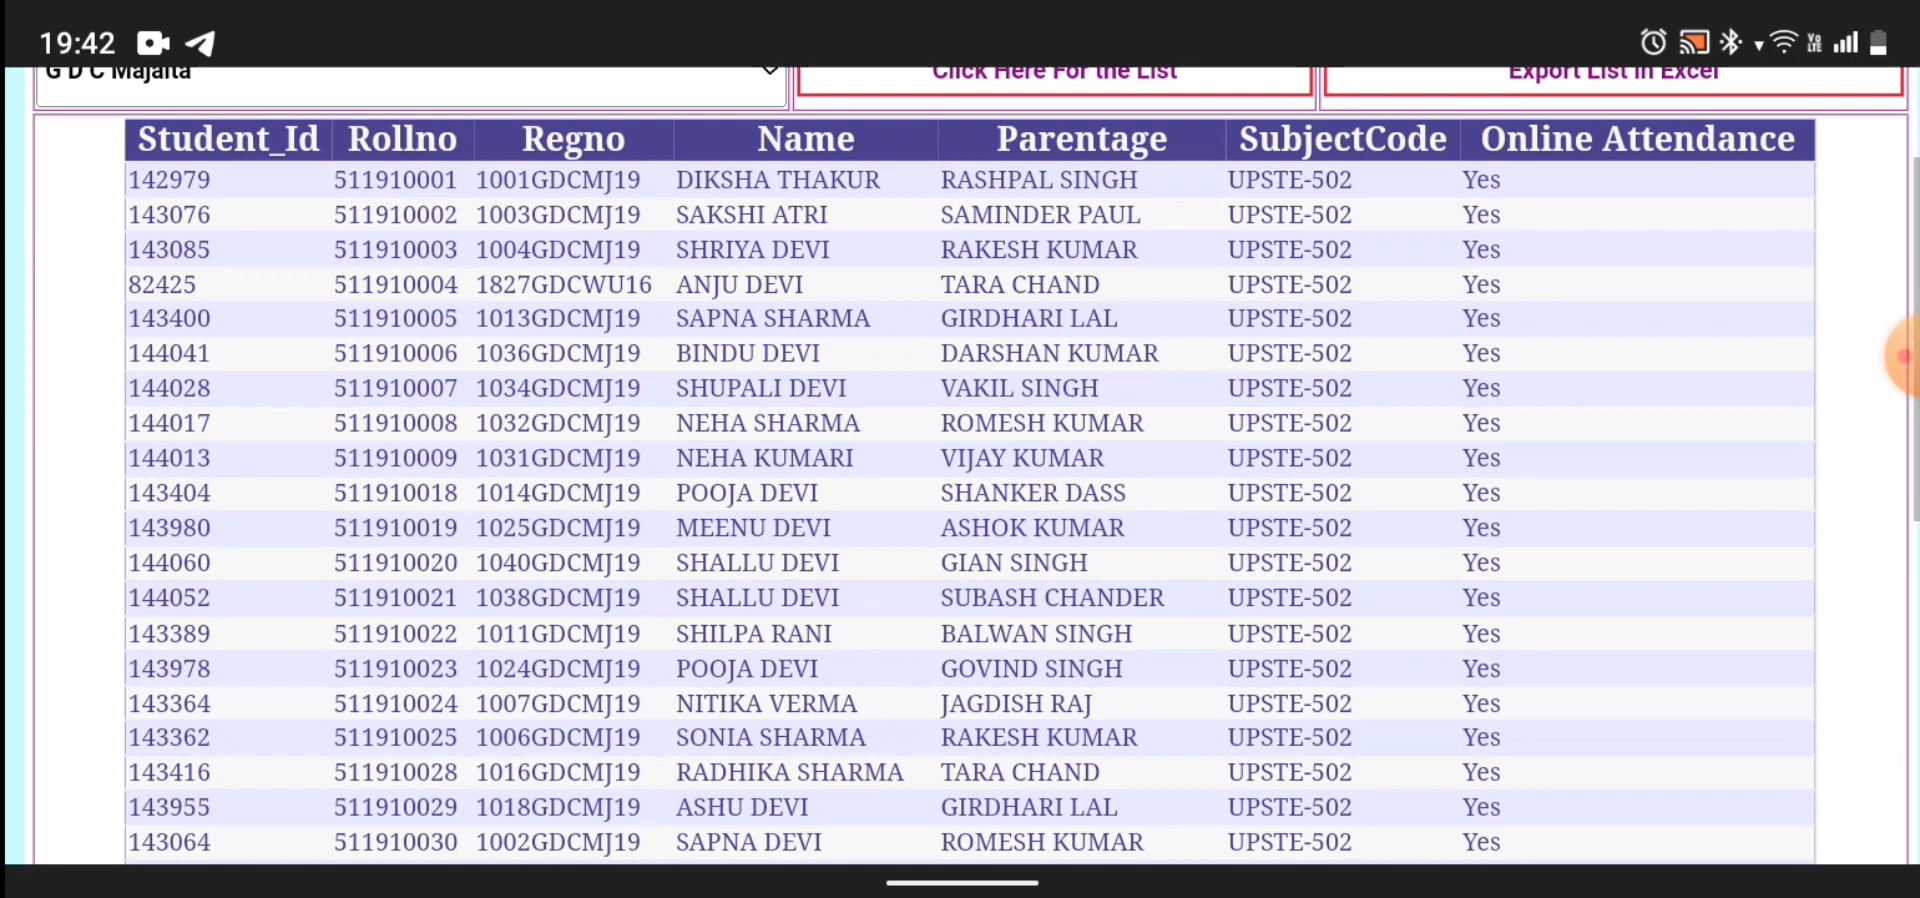 19:42
G D C Majalta Click Here For the List Export List in Excel
Student_Id Rollno Regno Name Parentage SubjectCode Online Attendance
142979 511910001 1001GDCMJ19 DIKSHA THAKUR RASHPAL SINGH UPSTE-502 Yes
143076 511910002 1003GDCMJ19 SAKSHI ATRI SAMINDER PAUL UPSTE-502 Yes
143085 511910003 1004GDCMJ19 SHRIYA DEVI RAKESH KUMAR UPSTE-502 Yes
82425 511910004 1827GDCWU16 ANJU DEVI TARA CHAND UPSTE-502 Yes
143400 511910005 1013GDCMJ19 SAPNA SHARMA GIRDHARI LAL UPSTE-502 Yes
144041 511910006 1036GDCMJ19 BINDU DEVI DARSHAN KUMAR UPSTE-502 Yes
144028 511910007 1034GDCMJ19 SHUPALI DEVI VAKIL SINGH UPSTE-502 Yes
144017 511910008 1032GDCMJ19 NEHA SHARMA ROMESH KUMAR UPSTE-502 Yes
144013 511910009 1031GDCMJ19 NEHA KUMARI VIJAY KUMAR UPSTE-502 Yes
143404 511910018 1014GDCMJ19 POOJA DEVI SHANKER DASS UPSTE-502 Yes
143980 511910019 1025GDCMJ19 MEENU DEVI ASHOK KUMAR UPSTE-502 Yes
144060 511910020 1040GDCMJ19 SHALLU DEVI GIAN SINGH UPSTE-502 Yes
144052 511910021 1038GDCMJ19 SHALLU DEVI SUBASH CHANDER UPSTE-502 Yes
143389 511910022 1011GDCMJ19 SHILPA RANI BALWAN SINGH UPSTE-502 Yes
143978 511910023 1024GDCMJ19 POOJA DEVI GOVIND SINGH UPSTE-502 Yes
143364 511910024 1007GDCMJ19 NITIKA VERMA JAGDISH RAJ UPSTE-502 Yes
143362 511910025 1006GDCMJ19 SONIA SHARMA RAKESH KUMAR UPSTE-502 Yes
143416 511910028 1016GDCMJ19 RADHIKA SHARMA TARA CHAND UPSTE-502 Yes
143955 511910029 1018GDCMJ19 ASHU DEVI GIRDHARI LAL UPSTE-502 Yes
143064 511910030 1002GDCMJ19 SAPNA DEVI ROMESH KUMAR UPSTE-502 Yes